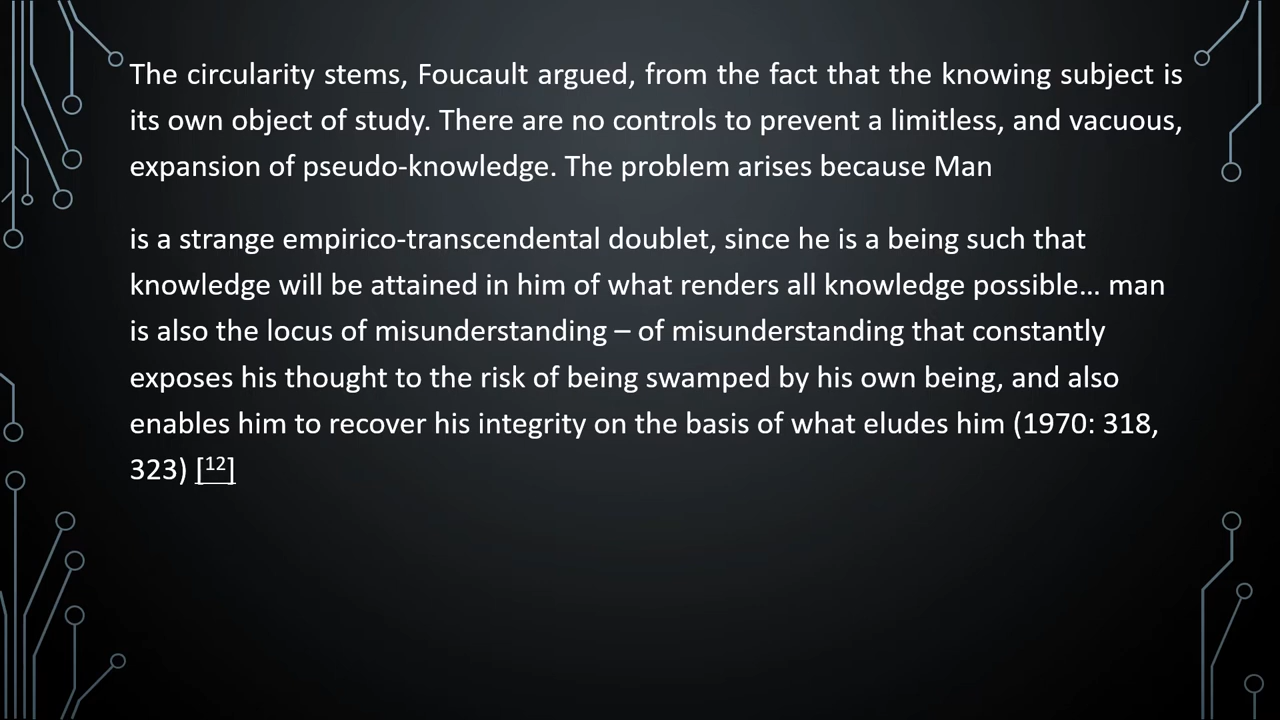 The circularity stems, Foucault argued, from the fact that the knowing subject is
its own object of study. There are no controls to prevent a limitless, and vacuous,
expansion of pseudo-knowledge. The problem arises because Man
is a strange empirico-transcendental doublet, since he is a being such that
knowledge will be attained in him of what renders all knowledge possible... man
is also the locus of misunderstanding – of misunderstanding that constantly
exposes his thought to the risk of being swamped by his own being, and also
enables him to recover his integrity on the basis of what eludes him (1970: 318,
323) [12]